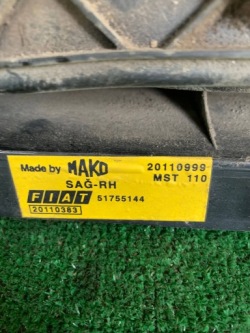 Made by MAKO 20110999
SAĞ-RH MST 110
FIAT 51755144
20110383